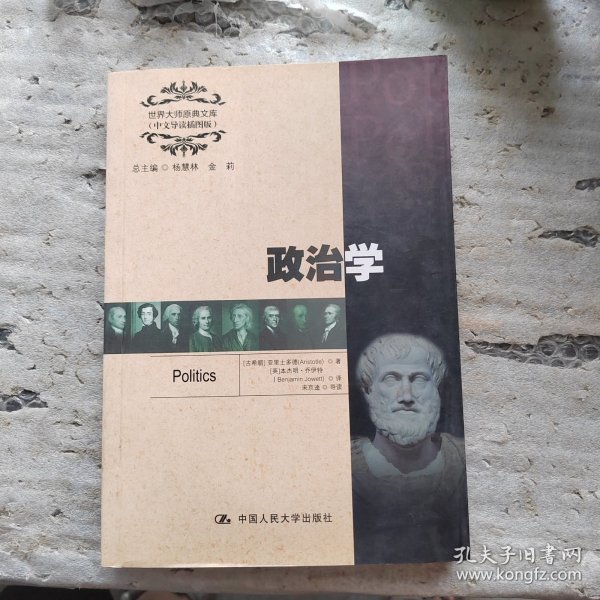 世界大师原典文库
(中文导读插图版)
总主编◎杨慧林 金莉
政治学
[古希腊] 亚里士多德(Aristotle) ◎ 著
[英]本杰明·乔伊特
(Benjamin Jowett) ◎ 译
宋京逵 ◎ 导读
Politics
中国人民大学出版社
孔夫子旧书网
www.kongfz.com